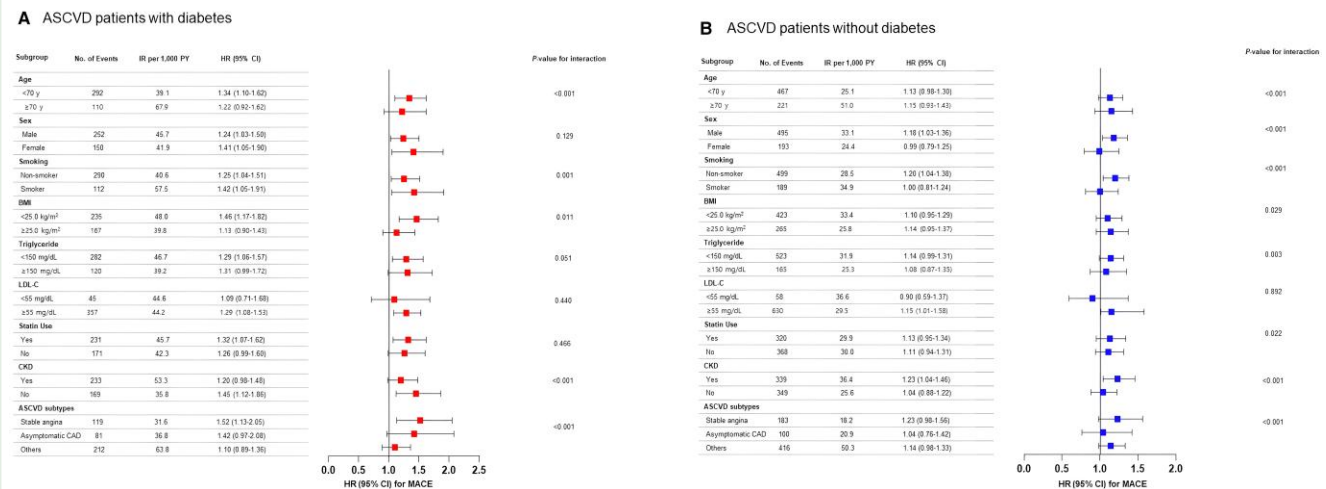 A ASCVD patients with diabetes
Subgroup No. of Events IR per 1,000 PY HR (95% CI) P-value for interaction
Age <0.001
<70 y 292 39.1 1.34 (1.10-1.62)
≥70 y 110 67.9 1.22 (0.92-1.62)
Sex 0.129
Male 252 45.7 1.24 (1.03-1.50)
Female 150 41.9 1.41 (1.05-1.90)
Smoking 0.001
Non-smoker 290 40.6 1.25 (1.04-1.51)
Smoker 112 57.5 1.42 (1.05-1.91)
BMI 0.011
<25.0 kg/m² 235 48.0 1.46 (1.17-1.82)
≥25.0 kg/m² 167 39.8 1.13 (0.90-1.43)
Triglyceride 0.051
<150 mg/dL 282 46.7 1.29 (1.06-1.57)
≥150 mg/dL 120 39.2 1.31 (0.99-1.72)
LDL-C 0.440
<55 mg/dL 45 44.6 1.09 (0.71-1.68)
≥55 mg/dL 357 44.2 1.29 (1.08-1.53)
Statin Use 0.466
Yes 231 45.7 1.32 (1.07-1.62)
No 171 42.3 1.26 (0.99-1.60)
CKD <0.001
Yes 233 53.3 1.20 (0.98-1.48)
No 169 35.8 1.45 (1.12-1.86)
ASCVD subtypes <0.001
Stable angina 119 31.6 1.52 (1.13-2.05)
Asymptomatic CAD 81 36.8 1.42 (0.97-2.08)
Others 212 63.8 1.10 (0.89-1.36)
0.0 0.5 1.0 1.5 2.0 2.5
HR (95% CI) for MACE
B ASCVD patients without diabetes
Subgroup No. of Events IR per 1,000 PY HR (95% CI) P-value for interaction
Age <0.001
<70 y 467 25.1 1.13 (0.98-1.30)
≥70 y 221 51.0 1.15 (0.93-1.43)
Sex <0.001
Male 495 33.1 1.18 (1.03-1.36)
Female 193 24.4 0.99 (0.79-1.25)
Smoking <0.001
Non-smoker 499 28.5 1.20 (1.04-1.38)
Smoker 189 34.9 1.00 (0.81-1.24)
BMI 0.029
<25.0 kg/m² 423 33.4 1.10 (0.95-1.29)
≥25.0 kg/m² 265 25.8 1.14 (0.95-1.37)
Triglyceride 0.003
<150 mg/dL 523 31.9 1.14 (0.99-1.31)
≥150 mg/dL 165 25.3 1.08 (0.87-1.35)
LDL-C 0.892
<55 mg/dL 58 36.6 0.90 (0.59-1.37)
≥55 mg/dL 630 29.5 1.15 (1.01-1.58)
Statin Use 0.022
Yes 320 29.9 1.13 (0.95-1.34)
No 368 30.0 1.11 (0.94-1.31)
CKD <0.001
Yes 339 36.4 1.23 (1.04-1.46)
No 349 25.6 1.04 (0.88-1.22)
ASCVD subtypes <0.001
Stable angina 183 18.2 1.23 (0.98-1.56)
Asymptomatic CAD 100 20.9 1.04 (0.76-1.42)
Others 416 50.3 1.14 (0.98-1.33)
0.0 0.5 1.0 1.5 2.0
HR (95% CI) for MACE